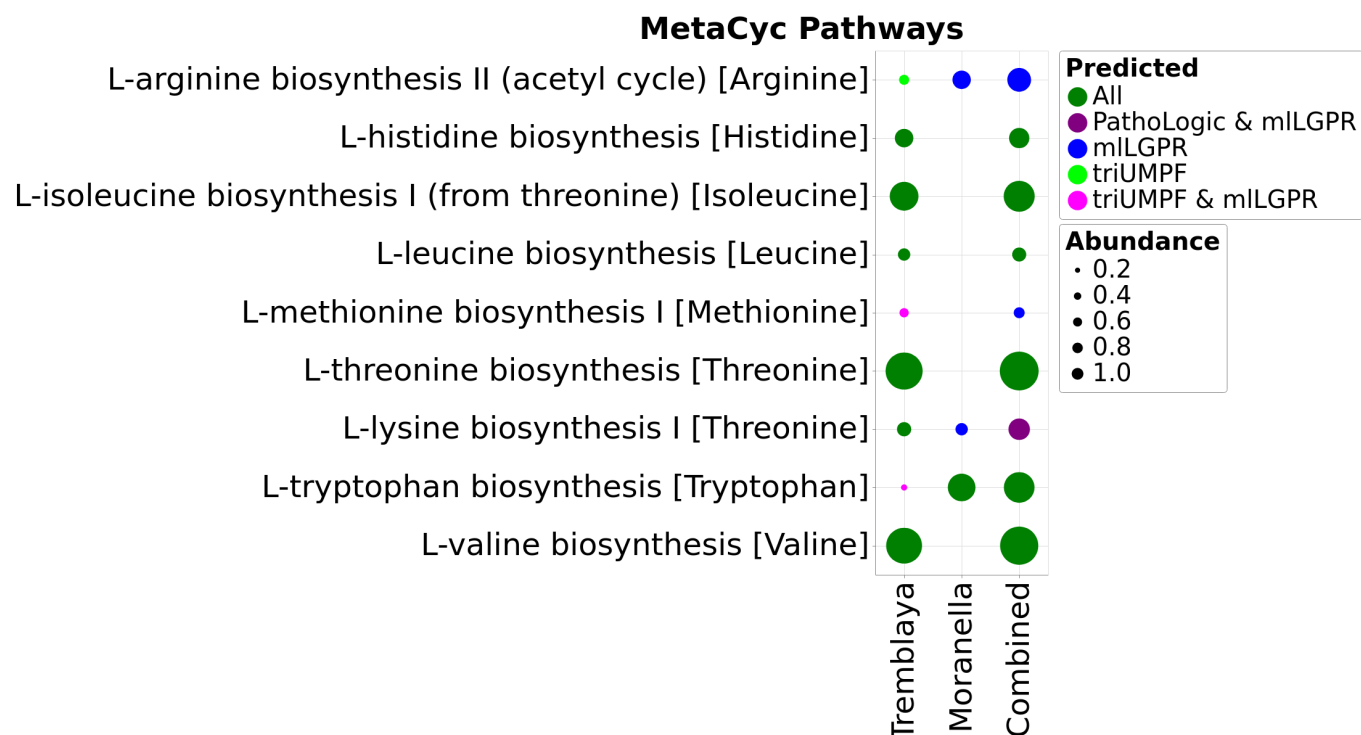 MetaCyc Pathways
L-arginine biosynthesis II (acetyl cycle) [Arginine]
L-histidine biosynthesis [Histidine]
L-isoleucine biosynthesis I (from threonine) [Isoleucine]
L-leucine biosynthesis [Leucine]
L-methionine biosynthesis I [Methionine]
L-threonine biosynthesis [Threonine]
L-lysine biosynthesis I [Threonine]
L-tryptophan biosynthesis [Tryptophan]
L-valine biosynthesis [Valine]
Tremblaya
Moranella
Combined
Predicted
All
PathoLogic & mlLGPR
mlLGPR
triUMPF
triUMPF & mlLGPR
Abundance
0.2
0.4
0.6
0.8
1.0